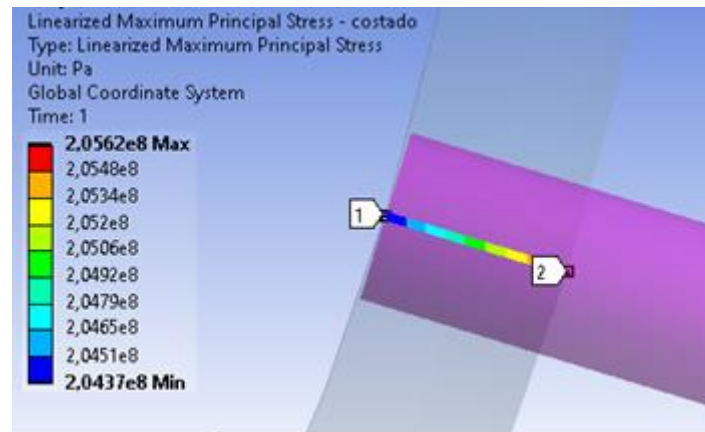 Linearized Maximum Principal Stress - costado
Type: Linearized Maximum Principal Stress
Unit: Pa
Global Coordinate System
Time: 1
2,0562e8 Max
2,0548e8
2,0534e8
2,052e8
2,0506e8
2,0492e8
2,0479e8
2,0465e8
2,0451e8
2,0437e8 Min
1
2